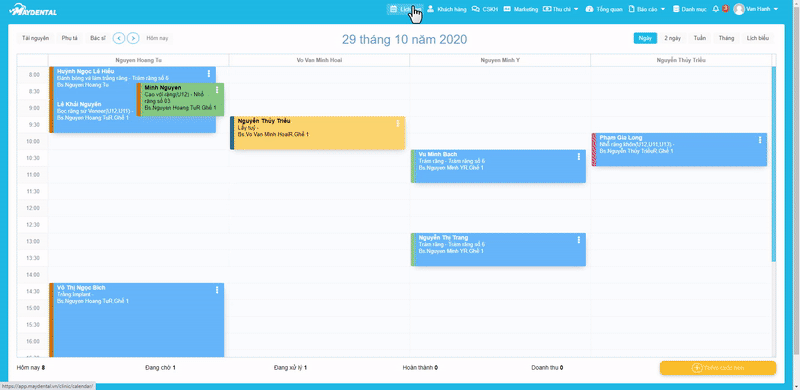 MAYDENTAL
Khách hàng
CSKH
Marketing
Thu chi
Tổng quan
Báo cáo
Danh mục
3
Van Hanh
Tài nguyên
Phụ tá
Bác sĩ
Hôm nay
29 tháng 10 năm 2020
Ngày
2 ngày
Tuần
Tháng
Lịch biểu
Nguyen Hoang To
Vo Van Minh Hoai
Nguyen Minh Y
Nguyễn Thủy Triều
8:00
8:30
9:00
9:30
10:00
10:30
11:00
11:30
12:00
12:30
13:00
13:30
14:00
14:30
15:00
15:30
16:00
Huỳnh Ngọc Lê Hiếu
Đánh bóng và làm trắng răng - Trám răng số 6
Bs.Nguyen Hoang To
Lê Khải Nguyên
Bọc răng sứ Veneer(U12,U11) -
Bs.Nguyen Hoang TuR.Ghế 1
Minh Nguyen
Cạo vôi răng(U12) - Nhổ
răng số 03
Bs.Nguyen Hoang TuR.Ghế 1
Nguyễn Thủy Triều
Lấy tuỷ -
Bs.Vo Van Minh HoaiR.Ghế 1
Vu Minh Bach
Trám răng - Trám răng số 6
Bs.Nguyen Minh YR.Ghế 1
Phạm Gia Long
Nhổ răng khôn(U12,U11,U13) -
Bs.Nguyễn Thủy TriềuR.Ghế 1
Nguyễn Thị Trang
Trám răng - Trám răng số 6
Bs.Nguyen Minh YR.Ghế 1
Võ Thị Ngọc Bích
Trồng Implant -
Bs.Nguyen Hoang TuR.Ghế 1
Hôm nay 8
Đang chờ 1
Đang xử lý 1
Hoàn thành 0
Doanh thu 0
Thêm cuộc hẹn
https://app.maydental.vn/clinic/calendar/